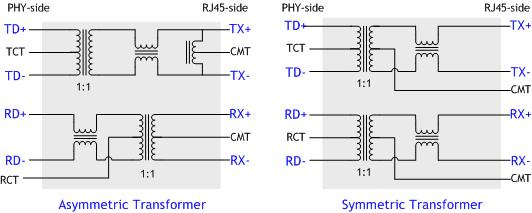 PHY-side RJ45-side PHY-side RJ45-side
TD+ TX+ TD+ TX+
TCT CMT TCT
TD- TX- TD- TX-
1:1 1:1 CMT
RD+ RX+ RD+ RX+
CMT RCT
RD- RX- RD- RX-
RCT 1:1 1:1 CMT
Asymmetric Transformer Symmetric Transformer